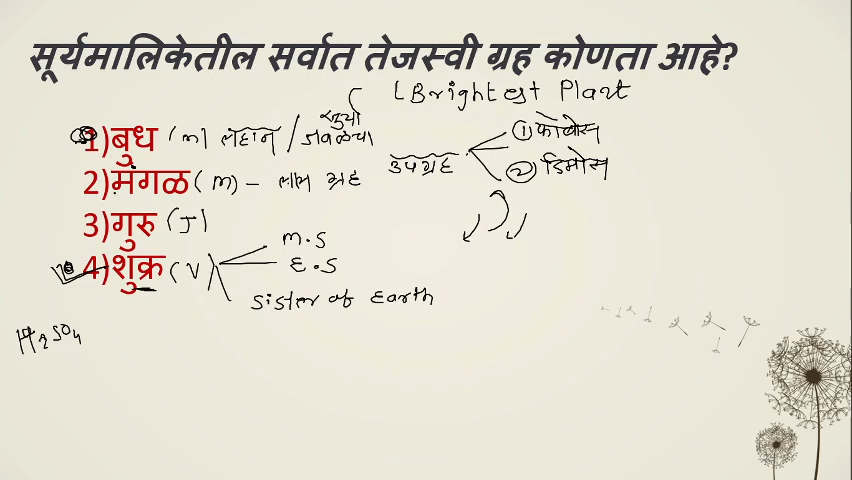 सूर्यमालिकेतील सर्वात तेजस्वी ग्रह कोणता आहे?
( Brightest Plant
1)बुध (m) लहान / जवळचा
उपग्रह ① फोबोस
② डिमोस
2)मंगळ (m) - लाल ग्रह
3)गुरु (J)
4)शुक्र (V)
M.S
E.S
Sister of Earth
H2SO4